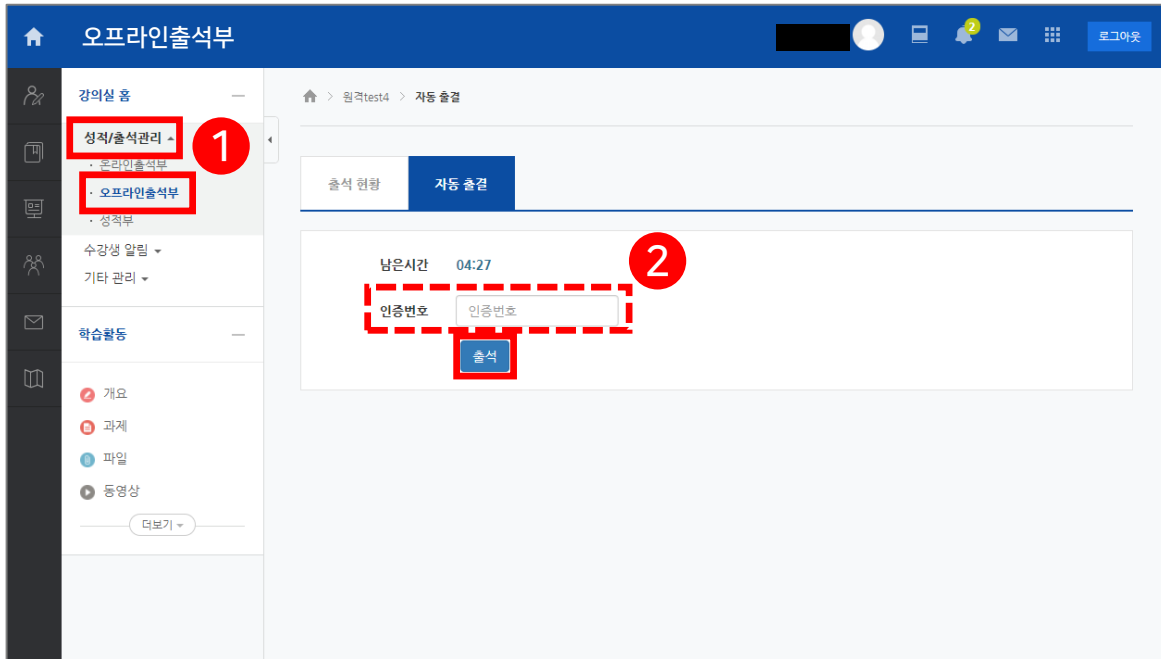 오프라인출석부
2
로그아웃
강의실 홈
성적/출석관리
1
· 온라인출석부
· 오프라인출석부
· 성적부
수강생 알림
기타 관리
학습활동
개요
과제
파일
동영상
더보기
> 원격test4 > 자동 출결
출석 현황
자동 출결
남은시간 04:27
2
인증번호 인증번호
출석